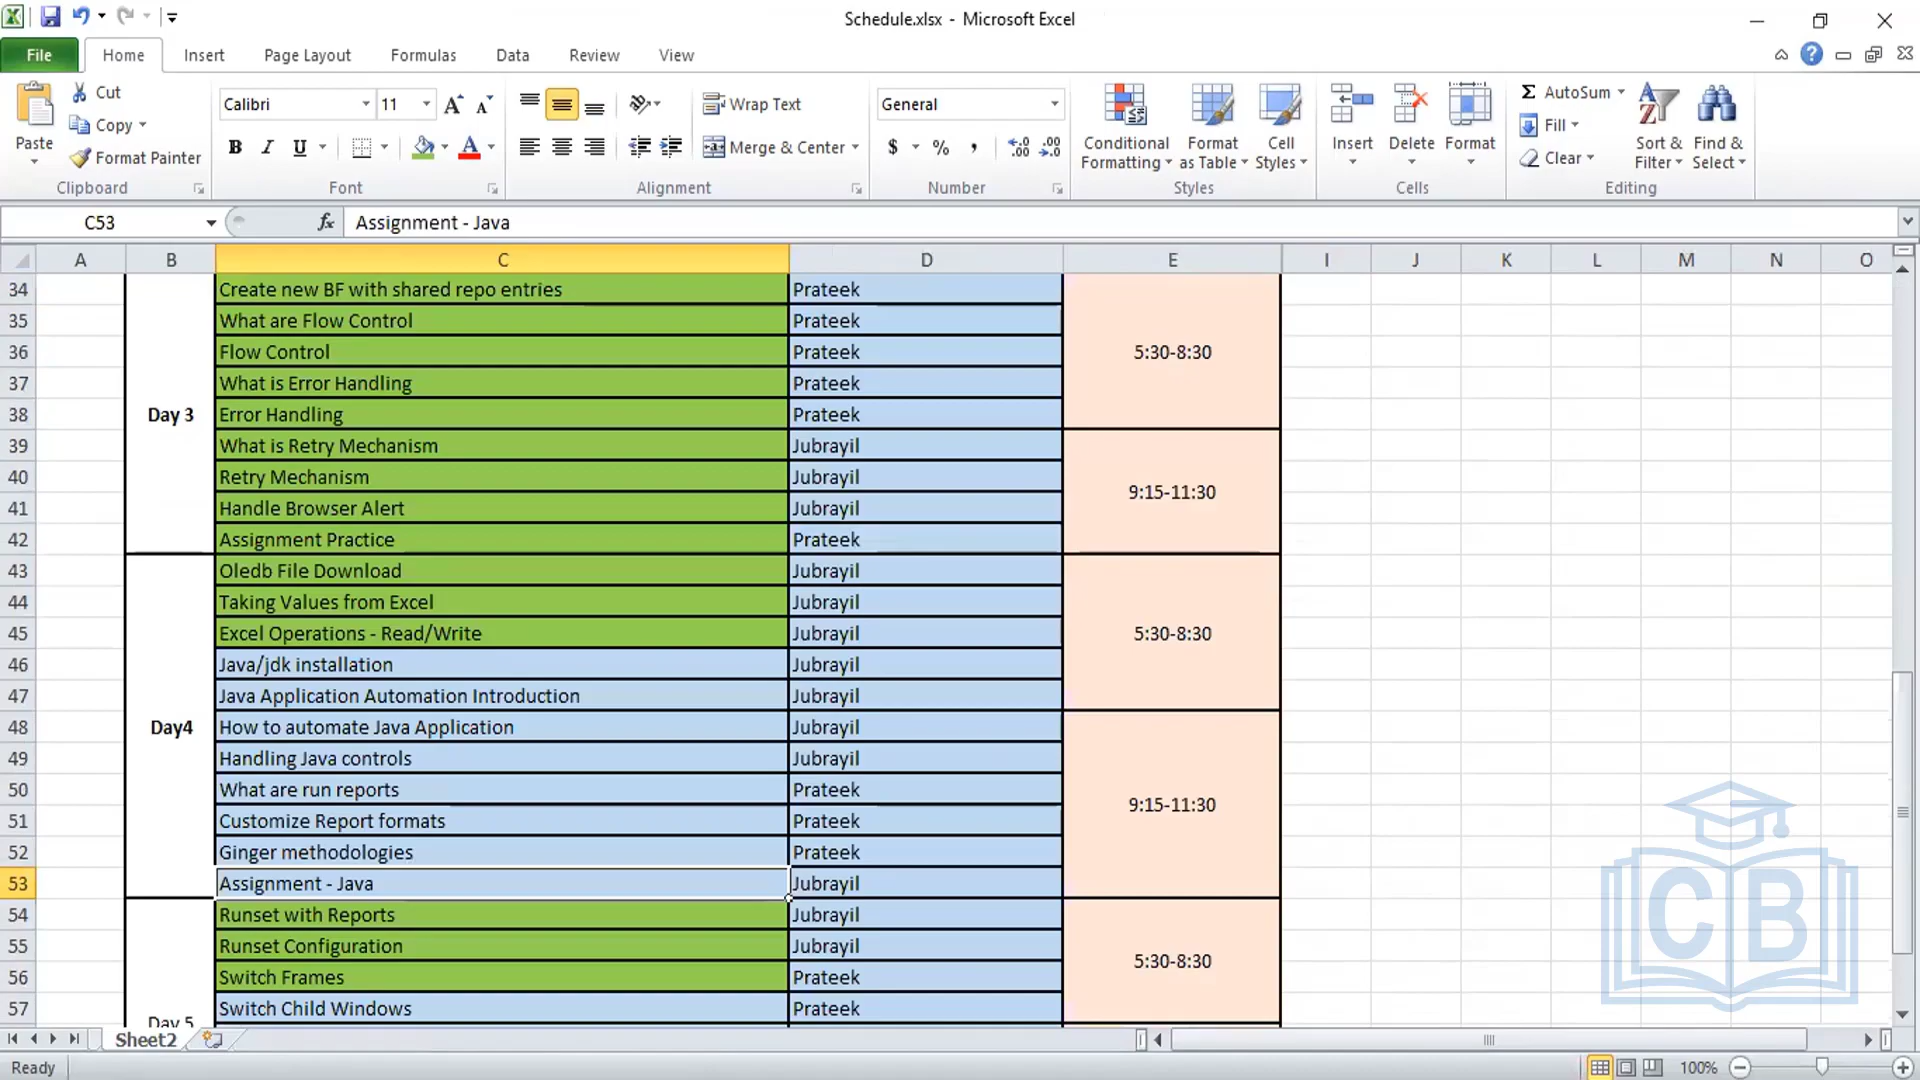 Schedule.xlsx - Microsoft Excel
File Home Insert Page Layout Formulas Data Review View
Paste
Cut
Copy
Format Painter
Clipboard
Calibri 11
B I U A
Font
Wrap Text
Merge & Center
Alignment
General
$ % ,
Number
Conditional Formatting
Format as Table
Cell Styles
Styles
Insert
Delete
Format
Cells
AutoSum
Fill
Clear
Sort & Filter
Find & Select
Editing
C53 fx Assignment - Java
A B C D E I J K L M N O
34 Create new BF with shared repo entries Prateek
35 What are Flow Control Prateek
36 Flow Control Prateek 5:30-8:30
37 What is Error Handling Prateek
38 Day 3 Error Handling Prateek
39 What is Retry Mechanism Jubrayil
40 Retry Mechanism Jubrayil
9:15-11:30
41 Handle Browser Alert Jubrayil
42 Assignment Practice Prateek
43 Oledb File Download Jubrayil
44 Taking Values from Excel Jubrayil
45 Excel Operations - Read/Write Jubrayil 5:30-8:30
46 Java/jdk installation Jubrayil
47 Java Application Automation Introduction Jubrayil
48 Day4 How to automate Java Application Jubrayil
49 Handling Java controls Jubrayil
50 What are run reports Prateek
9:15-11:30
51 Customize Report formats Prateek
52 Ginger methodologies Prateek
53 Assignment - Java Jubrayil
54 Runset with Reports Jubrayil
55 Runset Configuration Jubrayil
5:30-8:30
56 Switch Frames Prateek
57 Switch Child Windows Prateek
Day 5
CB
Sheet2
Ready 100%